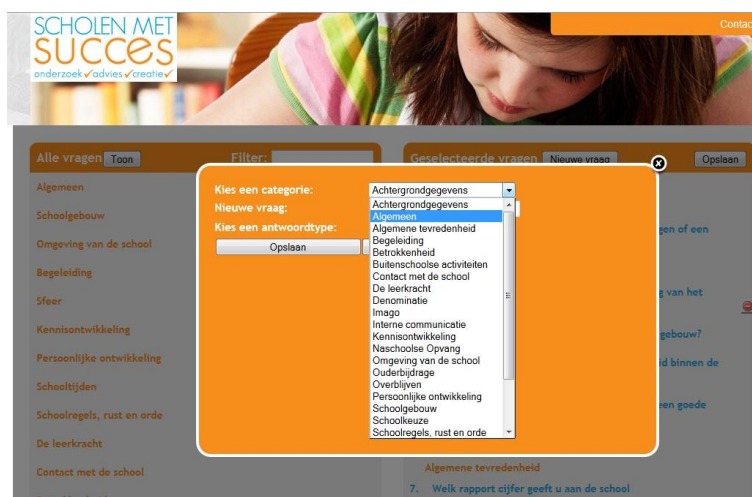 SCHOLEN MET
SUCCES
onderzoek ✓advies ✓creatie✓
Contac
Alle vragen Toon Filter:
Geselecteerde vragen Nieuwe vraag Opslaan
Algemeen
Schoolgebouw
Omgeving van de school
Begeleiding
Sfeer
Kennisontwikkeling
Persoonlijke ontwikkeling
Schooltijden
Schoolregels, rust en orde
De leerkracht
Contact met de school
Kies een categorie: Achtergrondgegevens
Nieuwe vraag:
Kies een antwoordtype:
Opslaan
Achtergrondgegevens
Algemeen
Algemene tevredenheid
Begeleiding
Betrokkenheid
Buitenschoolse activiteiten
Contact met de school
De leerkracht
Denominatie
Imago
Interne communicatie
Kennisontwikkeling
Naschoolse Opvang
Omgeving van de school
Ouderbijdrage
Overblijven
Persoonlijke ontwikkeling
Schoolgebouw
Schoolkeuze
Schoolregels, rust en orde
gen of een
g van het
gebouw?
id binnen de
een goede
Algemene tevredenheid
7. Welk rapport cijfer geeft u aan de school